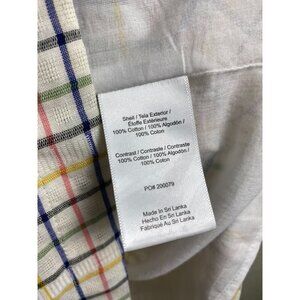 Shell / Tela Exterior /
Étoffe Extérieure
100% Cotton / 100% Algodón /
100% Coton
Contrast / Contraste / Contraste
100% Cotton / 100% Algodón /
100% Coton
PO# 200079
Made In Sri Lanka
Hecho En Sri Lanka
Fabriqué Au Sri Lanka